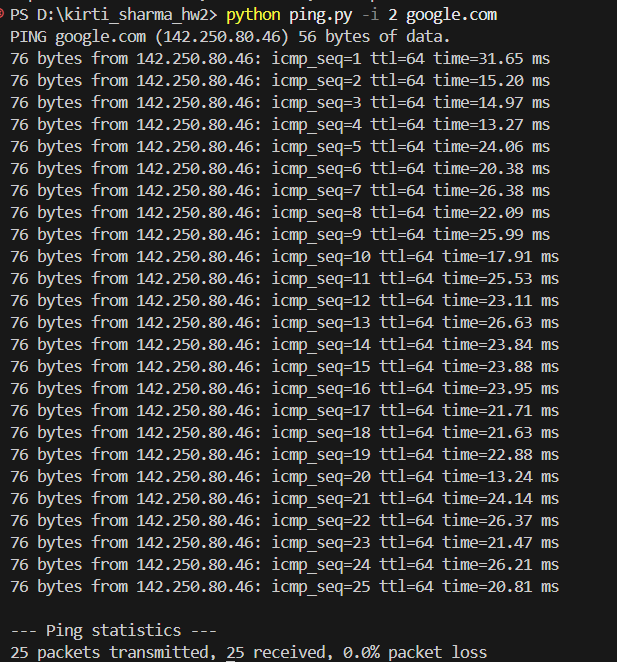 PS D:\kirti_sharma_hw2> python ping.py -i 2 google.com
PING google.com (142.250.80.46) 56 bytes of data.
76 bytes from 142.250.80.46: icmp_seq=1 ttl=64 time=31.65 ms
76 bytes from 142.250.80.46: icmp_seq=2 ttl=64 time=15.20 ms
76 bytes from 142.250.80.46: icmp_seq=3 ttl=64 time=14.97 ms
76 bytes from 142.250.80.46: icmp_seq=4 ttl=64 time=13.27 ms
76 bytes from 142.250.80.46: icmp_seq=5 ttl=64 time=24.06 ms
76 bytes from 142.250.80.46: icmp_seq=6 ttl=64 time=20.38 ms
76 bytes from 142.250.80.46: icmp_seq=7 ttl=64 time=26.38 ms
76 bytes from 142.250.80.46: icmp_seq=8 ttl=64 time=22.09 ms
76 bytes from 142.250.80.46: icmp_seq=9 ttl=64 time=25.99 ms
76 bytes from 142.250.80.46: icmp_seq=10 ttl=64 time=17.91 ms
76 bytes from 142.250.80.46: icmp_seq=11 ttl=64 time=25.53 ms
76 bytes from 142.250.80.46: icmp_seq=12 ttl=64 time=23.11 ms
76 bytes from 142.250.80.46: icmp_seq=13 ttl=64 time=26.63 ms
76 bytes from 142.250.80.46: icmp_seq=14 ttl=64 time=23.84 ms
76 bytes from 142.250.80.46: icmp_seq=15 ttl=64 time=23.88 ms
76 bytes from 142.250.80.46: icmp_seq=16 ttl=64 time=23.95 ms
76 bytes from 142.250.80.46: icmp_seq=17 ttl=64 time=21.71 ms
76 bytes from 142.250.80.46: icmp_seq=18 ttl=64 time=21.63 ms
76 bytes from 142.250.80.46: icmp_seq=19 ttl=64 time=22.88 ms
76 bytes from 142.250.80.46: icmp_seq=20 ttl=64 time=13.24 ms
76 bytes from 142.250.80.46: icmp_seq=21 ttl=64 time=24.14 ms
76 bytes from 142.250.80.46: icmp_seq=22 ttl=64 time=26.37 ms
76 bytes from 142.250.80.46: icmp_seq=23 ttl=64 time=21.47 ms
76 bytes from 142.250.80.46: icmp_seq=24 ttl=64 time=26.21 ms
76 bytes from 142.250.80.46: icmp_seq=25 ttl=64 time=20.81 ms
--- Ping statistics ---
25 packets transmitted, 25 received, 0.0% packet loss